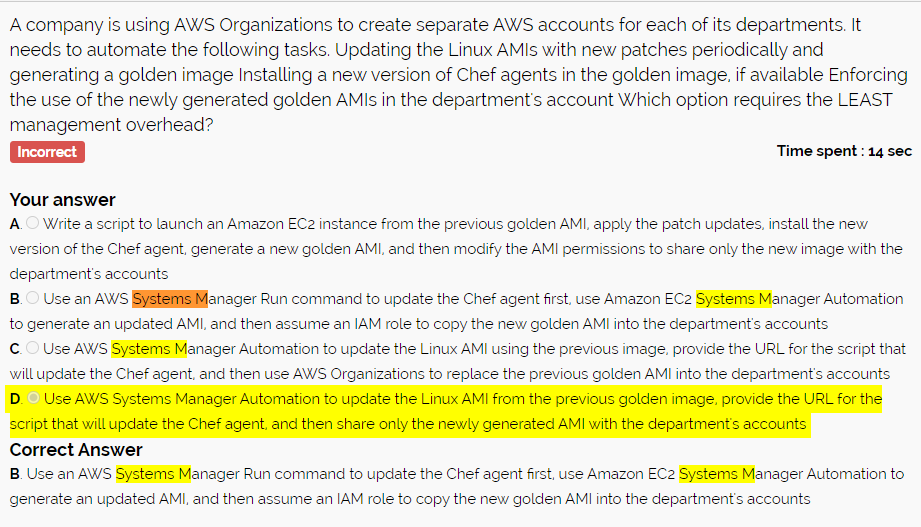 A company is using AWS Organizations to create separate AWS accounts for each of its departments. It
needs to automate the following tasks. Updating the Linux AMIs with new patches periodically and
generating a golden image Installing a new version of Chef agents in the golden image, if available Enforcing
the use of the newly generated golden AMIs in the department's account Which option requires the LEAST
management overhead?
Incorrect
Time spent : 14 sec
Your answer
A. Write a script to launch an Amazon EC2 instance from the previous golden AMI, apply the patch updates, install the new
version of the Chef agent, generate a new golden AMI, and then modify the AMI permissions to share only the new image with the
department's accounts
B. Use an AWS Systems Manager Run command to update the Chef agent first, use Amazon EC2 Systems Manager Automation
to generate an updated AMI, and then assume an IAM role to copy the new golden AMI into the department's accounts
C. Use AWS Systems Manager Automation to update the Linux AMI using the previous image, provide the URL for the script that
will update the Chef agent, and then use AWS Organizations to replace the previous golden AMI into the department's accounts
D. Use AWS Systems Manager Automation to update the Linux AMI from the previous golden image, provide the URL for the
script that will update the Chef agent, and then share only the newly generated AMI with the department's accounts
Correct Answer
B. Use an AWS Systems Manager Run command to update the Chef agent first, use Amazon EC2 Systems Manager Automation to
generate an updated AMI, and then assume an IAM role to copy the new golden AMI into the department's accounts